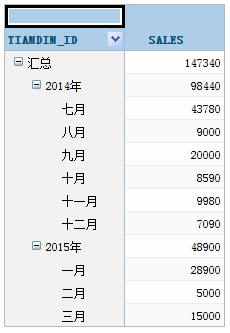 TIAMDIM_ID SALES
汇总 147340
2014年 98440
七月 43780
八月 9000
九月 20000
十月 8590
十一月 9980
十二月 7090
2015年 48900
一月 28900
二月 5000
三月 15000